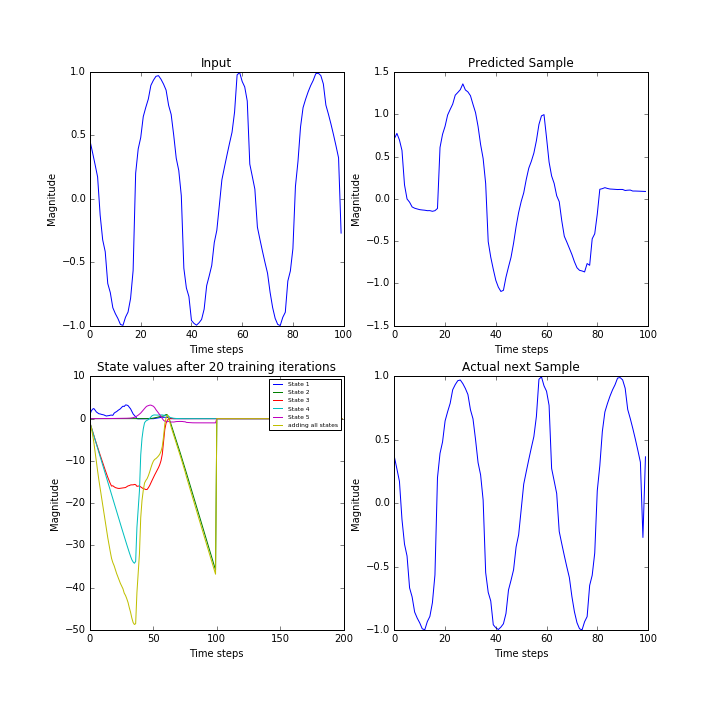 Input
Magnitude
1.0
0.5
0.0
−0.5
−1.0
0 20 40 60 80 100
Time steps
Predicted Sample
Magnitude
1.5
1.0
0.5
0.0
−0.5
−1.0
−1.5
0 20 40 60 80 100
Time steps
State values after 20 training iterations
Magnitude
10
0
−10
−20
−30
−40
−50
0 50 100 150 200
Time steps
State 1
State 2
State 3
State 4
State 5
adding all states
Actual next Sample
Magnitude
1.0
0.5
0.0
−0.5
−1.0
0 20 40 60 80 100
Time steps